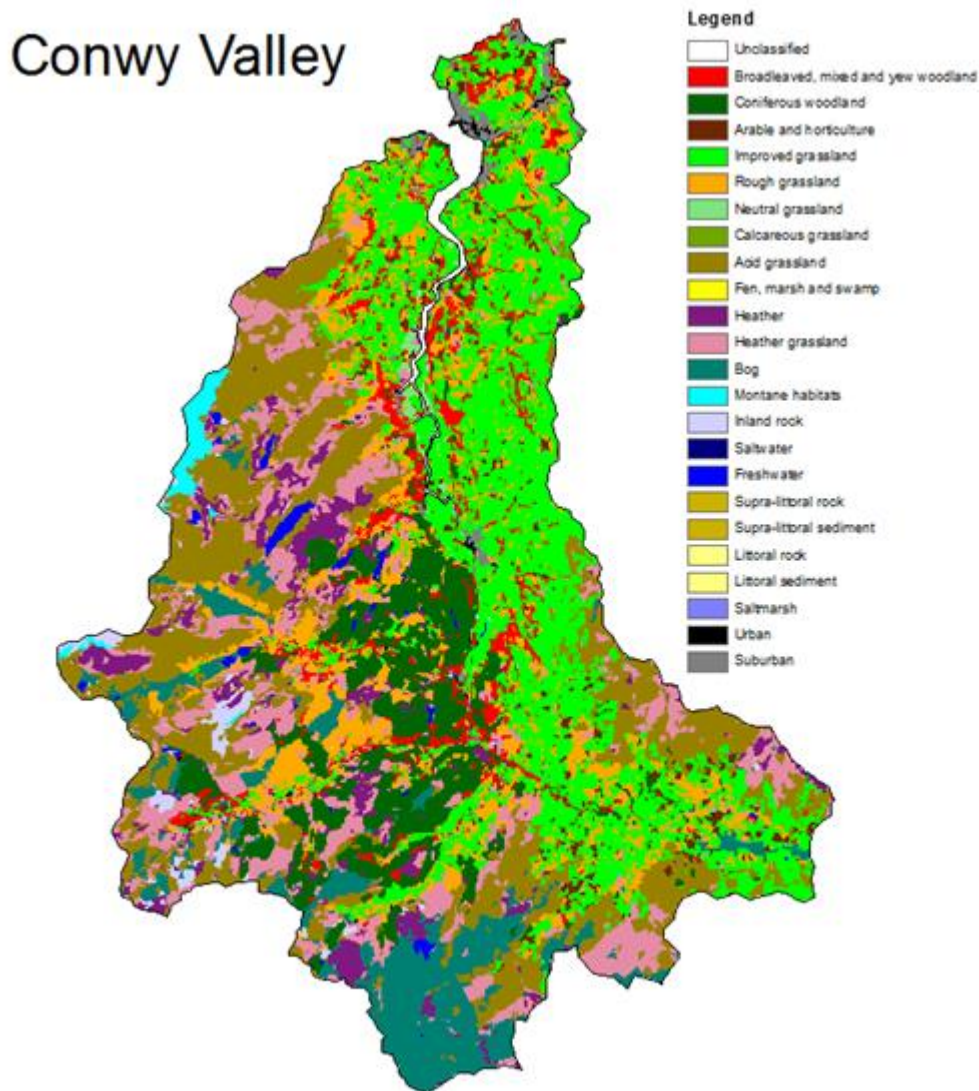 Conwy Valley
Legend
Unclassified
Broadleaved, mixed and yew woodland
Coniferous woodland
Arable and horticulture
Improved grassland
Rough grassland
Neutral grassland
Calcareous grassland
Acid grassland
Fen, marsh and swamp
Heather
Heather grassland
Bog
Montane habitats
Inland rock
Saltwater
Freshwater
Supra-littoral rock
Supra-littoral sediment
Littoral rock
Littoral sediment
Saltmarsh
Urban
Suburban